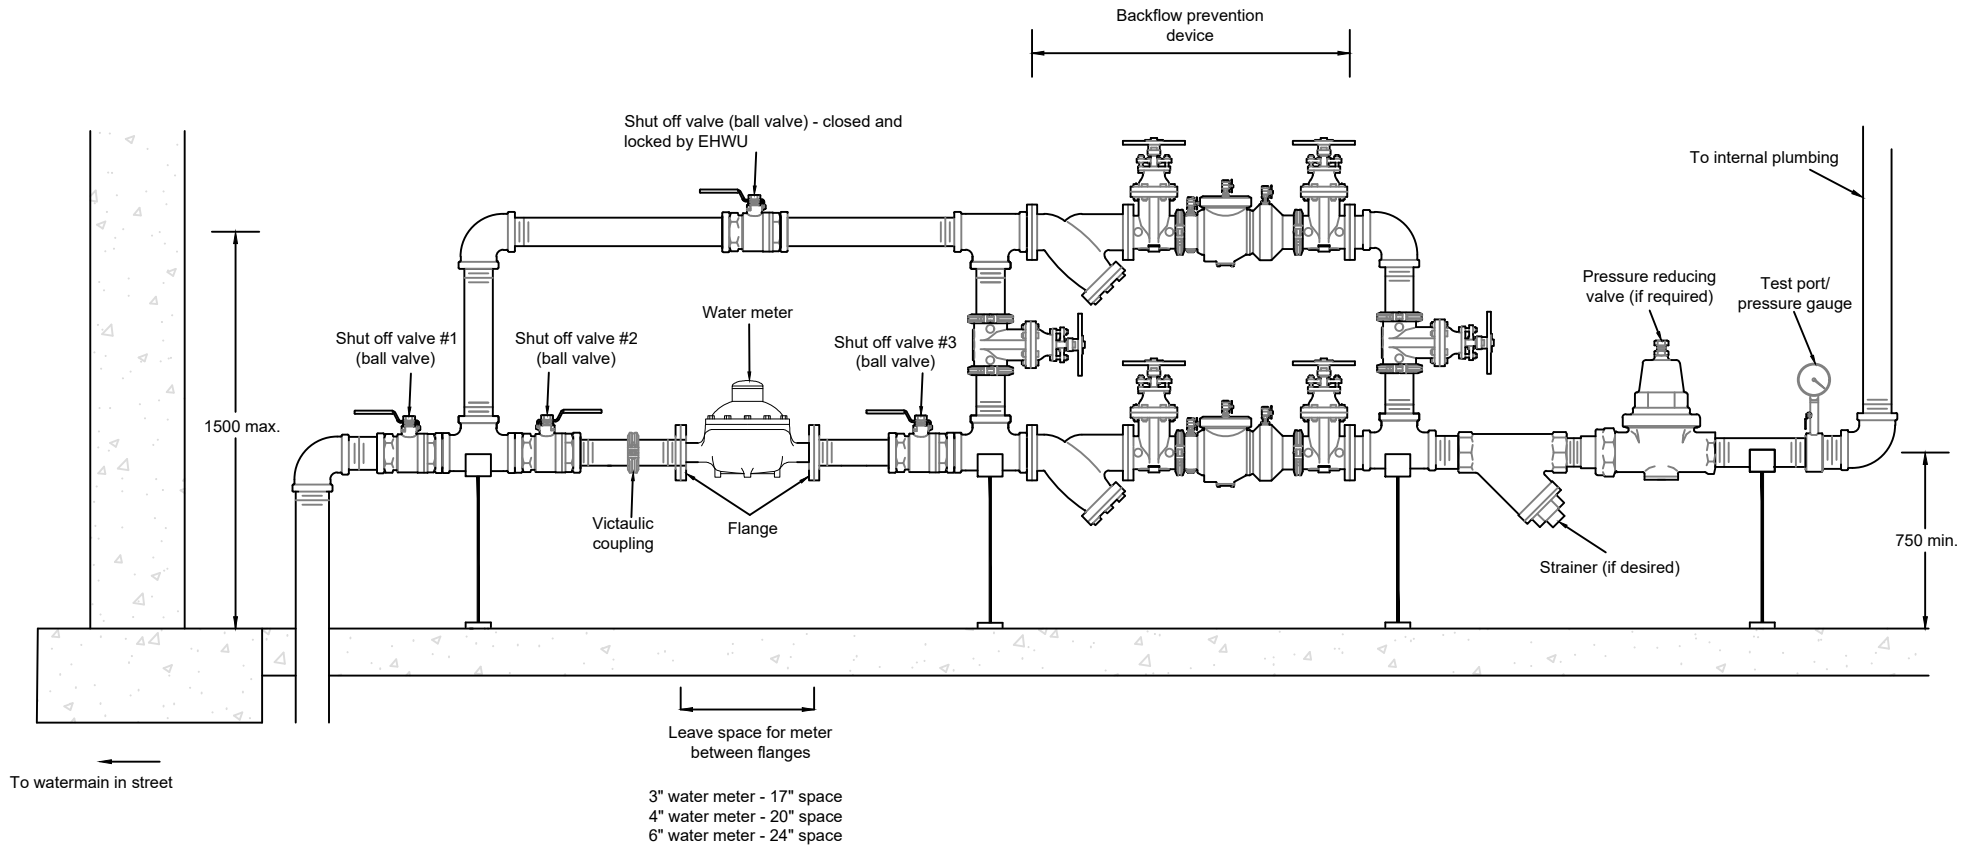 Backflow prevention
device
Shut off valve (ball valve) - closed and
locked by EHWU
To internal plumbing
Pressure reducing
valve (if required)
Test port/
pressure gauge
Water meter
Shut off valve #1
(ball valve)
Shut off valve #2
(ball valve)
Shut off valve #3
(ball valve)
1500 max.
Victaulic
coupling
Flange
Strainer (if desired)
750 min.
Leave space for meter
between flanges
To watermain in street
3" water meter - 17" space
4" water meter - 20" space
6" water meter - 24" space